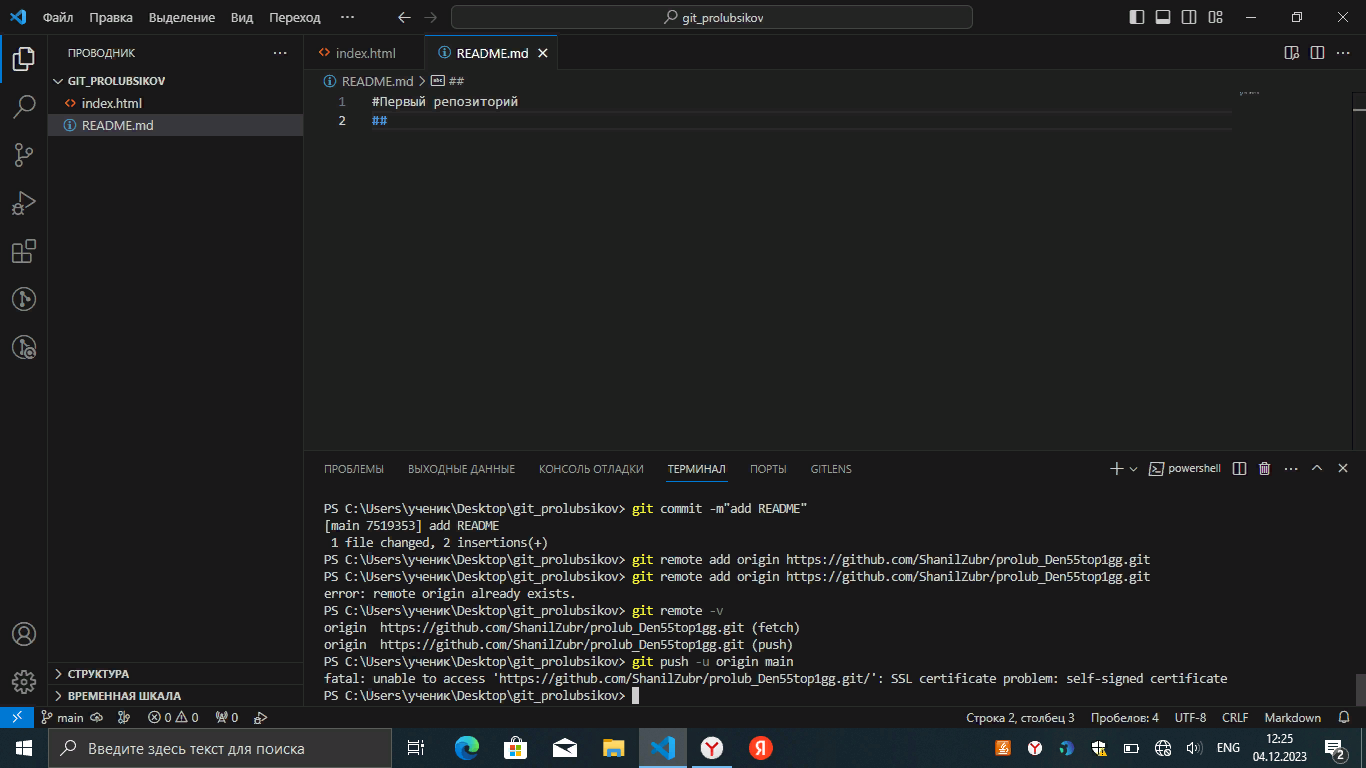 Файл Правка Выделение Вид Переход ··· git_prolubsikov
ПРОВОДНИК ···
GIT_PROLUBSIKOV
index.html
README.md
СТРУКТУРА
ВРЕМЕННАЯ ШКАЛА
index.html README.md
README.md > ##
1 #Первый репозиторий
2 ##
ПРОБЛЕМЫ ВЫХОДНЫЕ ДАННЫЕ КОНСОЛЬ ОТЛАДКИ ТЕРМИНАЛ ПОРТЫ GITLENS powershell
PS C:\Users\ученик\Desktop\git_prolubsikov> git commit -m"add README"
[main 7519353] add README
1 file changed, 2 insertions(+)
PS C:\Users\ученик\Desktop\git_prolubsikov> git remote add origin https://github.com/ShanilZubr/prolub_Den55top1gg.git
PS C:\Users\ученик\Desktop\git_prolubsikov> git remote add origin https://github.com/ShanilZubr/prolub_Den55top1gg.git
error: remote origin already exists.
PS C:\Users\ученик\Desktop\git_prolubsikov> git remote -v
origin  https://github.com/ShanilZubr/prolub_Den55top1gg.git (fetch)
origin  https://github.com/ShanilZubr/prolub_Den55top1gg.git (push)
PS C:\Users\ученик\Desktop\git_prolubsikov> git push -u origin main
fatal: unable to access 'https://github.com/ShanilZubr/prolub_Den55top1gg.git/': SSL certificate problem: self-signed certificate
PS C:\Users\ученик\Desktop\git_prolubsikov>
main 0 0 0 Строка 2, столбец 3 Пробелов: 4 UTF-8 CRLF Markdown
Введите здесь текст для поиска ENG 12:25
04.12.2023 2